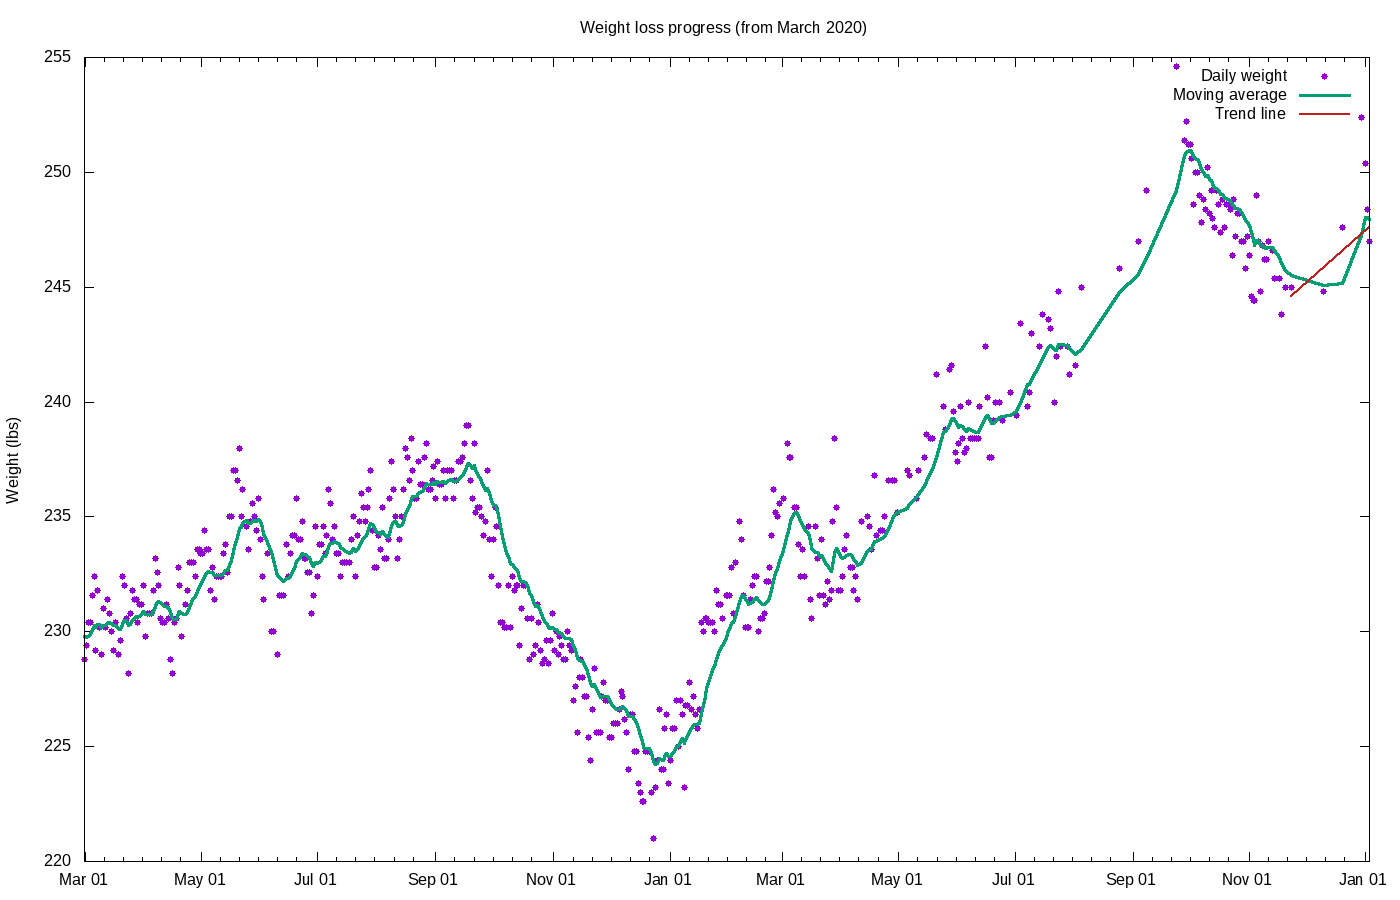 Weight loss progress (from March 2020)
255
250
245
240
235
230
225
220
Weight (lbs)
Daily weight
Moving average
Trend line
Mar 01 May 01 Jul 01 Sep 01 Nov 01 Jan 01 Mar 01 May 01 Jul 01 Sep 01 Nov 01 Jan 01